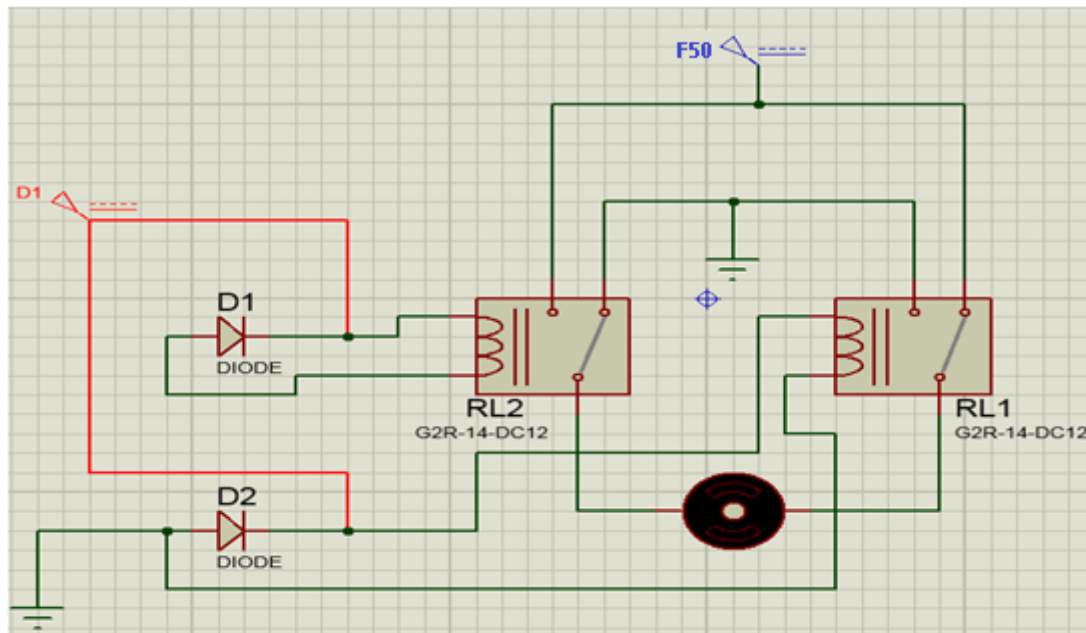 F50
D1
D1
DIODE
RL2
G2R-14-DC12
RL1
G2R-14-DC12
D2
DIODE